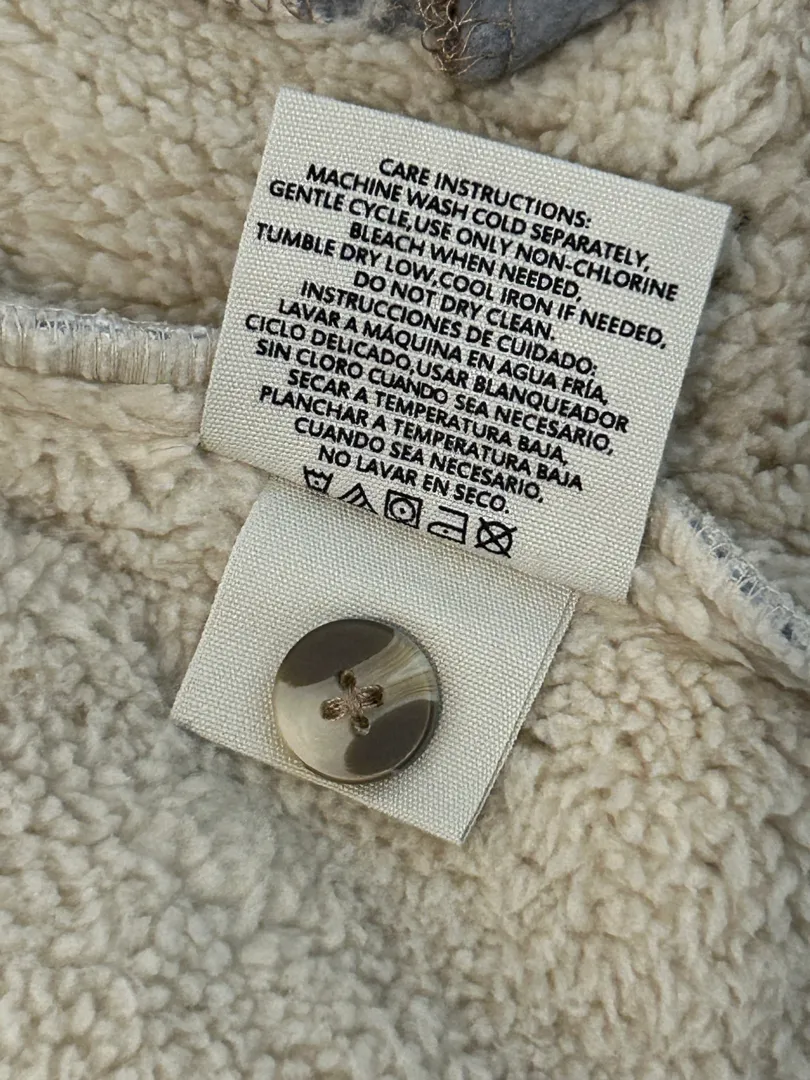 CARE INSTRUCTIONS:
MACHINE WASH COLD SEPARATELY,
GENTLE CYCLE,USE ONLY NON-CHLORINE
BLEACH WHEN NEEDED,
TUMBLE DRY LOW,COOL IRON IF NEEDED,
DO NOT DRY CLEAN.
INSTRUCCIONES DE CUIDADO:
LAVAR A MÁQUINA EN AGUA FRÍA,
CICLO DELICADO,USAR BLANQUEADOR
SIN CLORO CUANDO SEA NECESARIO,
SECAR A TEMPERATURA BAJA,
PLANCHAR A TEMPERATURA BAJA
CUANDO SEA NECESARIO,
NO LAVAR EN SECO.